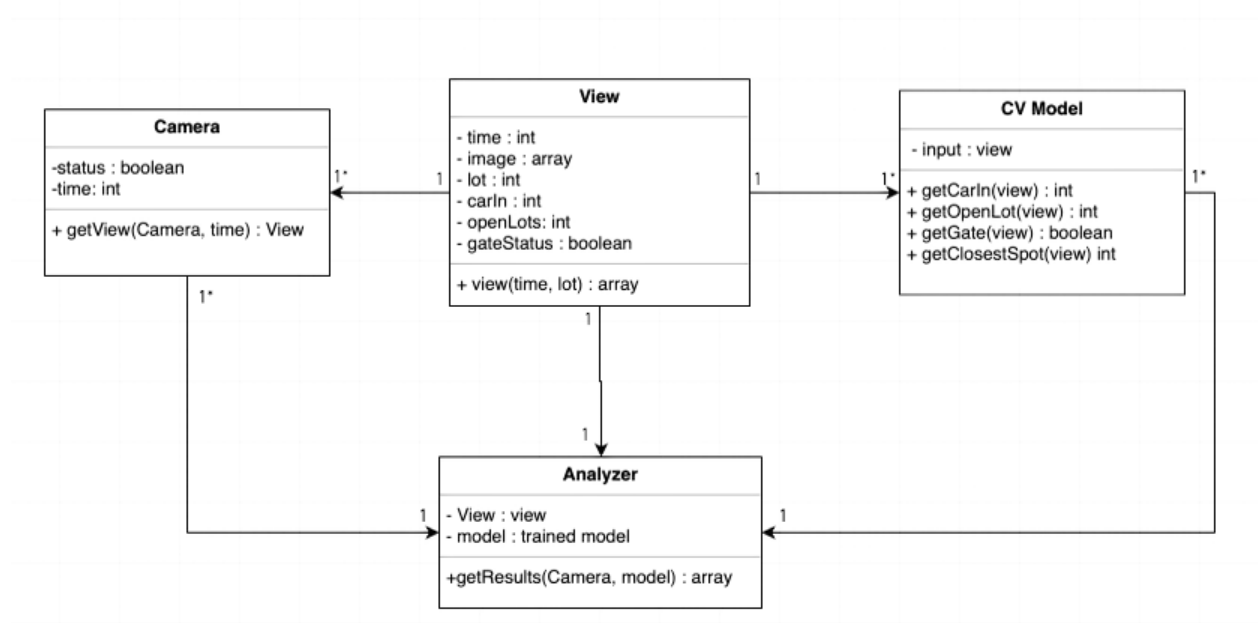 Camera
-status : boolean
-time: int
+ getView(Camera, time) : View
1*
1*
1
View
- time : int
- image : array
- lot : int
- carIn : int
- openLots: int
- gateStatus : boolean
+ view(time, lot) : array
1
1*
CV Model
- input : view
+ getCarIn(view) : int
+ getOpenLot(view) : int
+ getGate(view) : boolean
+ getClosestSpot(view) int
1*
1
1
1
Analyzer
- View : view
- model : trained model
+getResults(Camera, model) : array
1